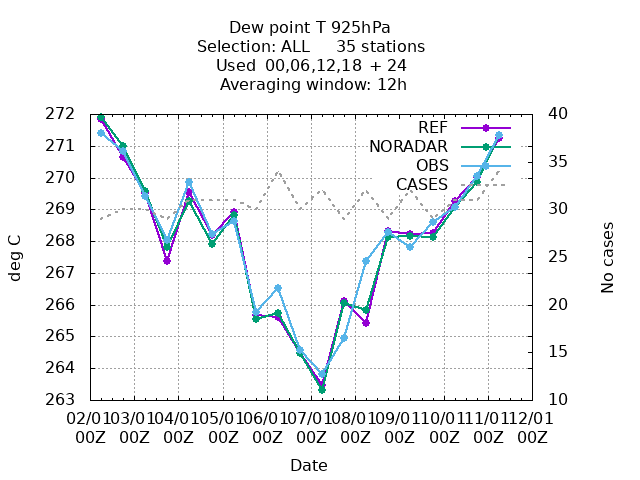 Dew point T 925hPa
Selection: ALL 35 stations
Used 00,06,12,18 + 24
Averaging window: 12h
272
271
270
269
268
267
266
265
264
263
deg C
REF
NORADAR
OBS
CASES
40
35
30
25
20
15
10
No cases
02/01 03/01 04/01 05/01 06/01 07/01 08/01 09/01 10/01 11/01 12/01
00Z 00Z 00Z 00Z 00Z 00Z 00Z 00Z 00Z 00Z 00Z
Date